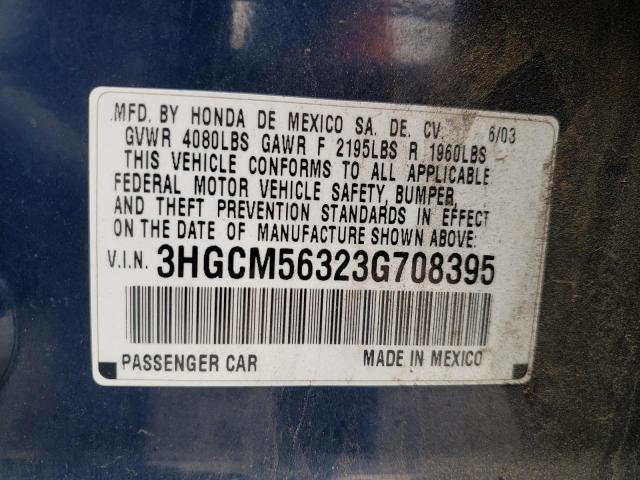 MFD. BY HONDA DE MEXICO SA. DE. CV. 6/03
GVWR 4080LBS GAWR F 2195LBS R 1960LBS
THIS VEHICLE CONFORMS TO ALL APPLICABLE
FEDERAL MOTOR VEHICLE SAFETY, BUMPER,
AND THEFT PREVENTION STANDARDS IN EFFECT
ON THE DATE OF MANUFACTURE SHOWN ABOVE.
V.I.N. 3HGCM56323G708395
PASSENGER CAR MADE IN MEXICO